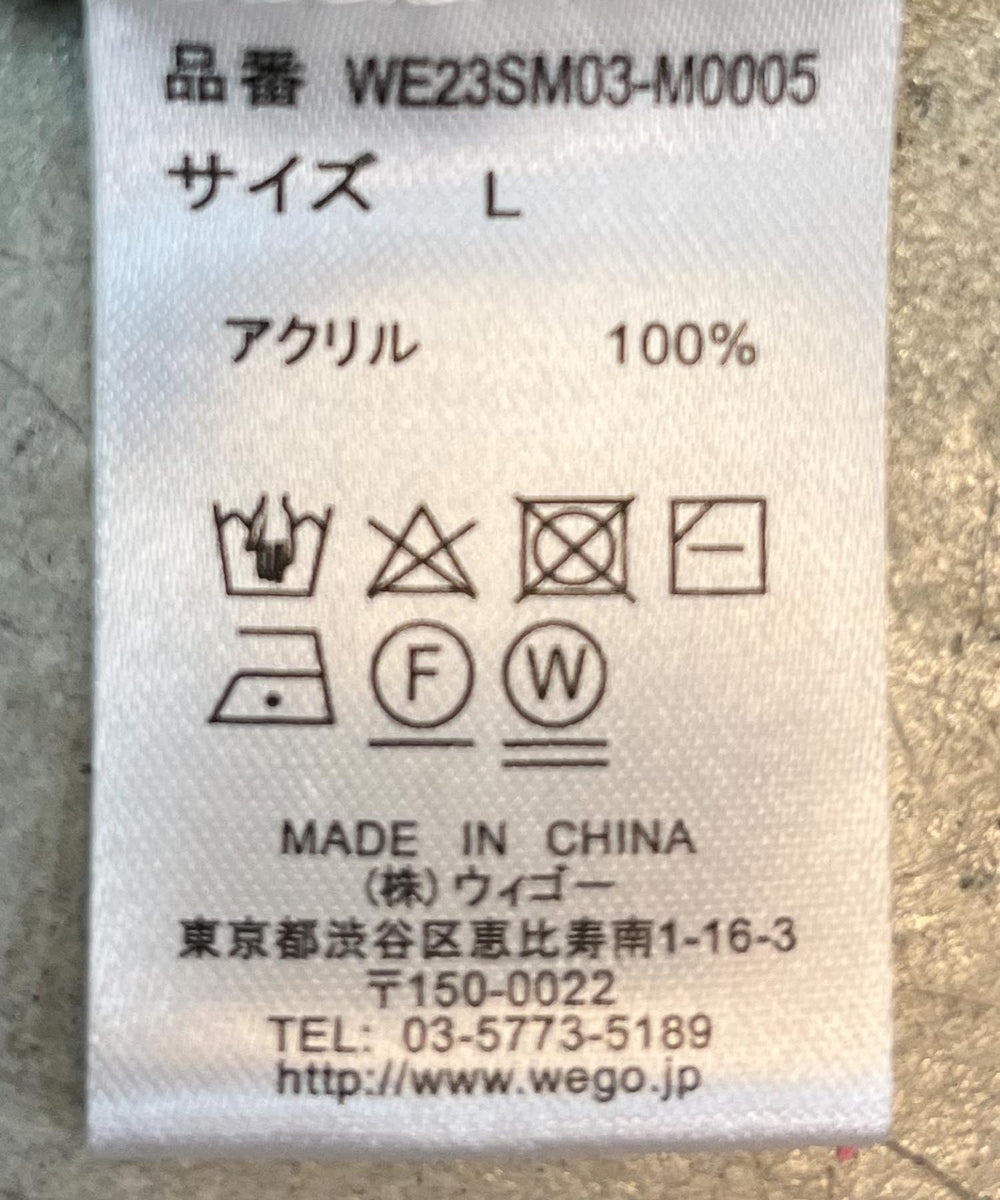 品番 WE23SM03-M0005
サイズ L
アクリル 100%
F W
MADE IN CHINA
(株)ウィゴー
東京都渋谷区恵比寿南1-16-3
〒150-0022
TEL: 03-5773-5189
http://www.wego.jp